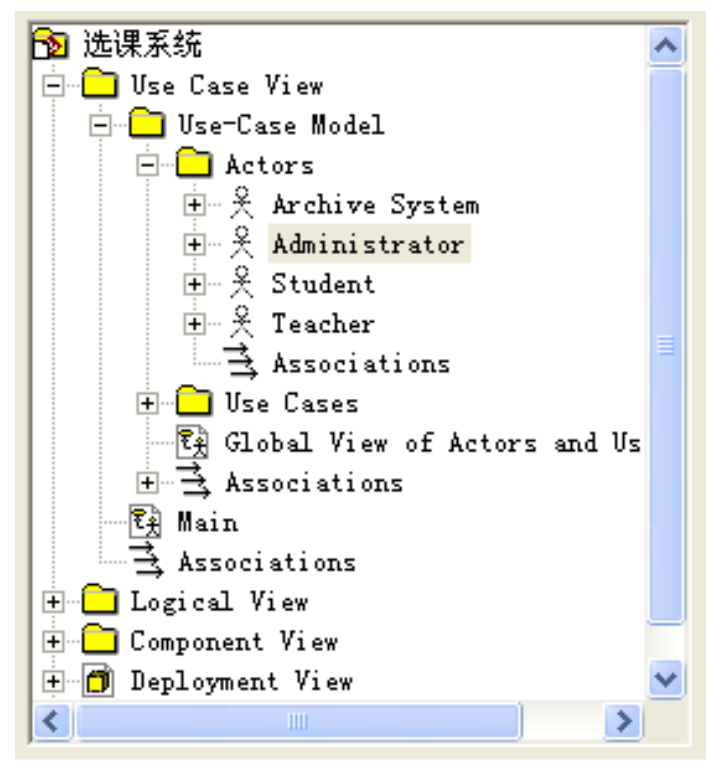 选课系统
Use Case View
Use-Case Model
Actors
Archive System
Administrator
Student
Teacher
Associations
Use Cases
Global View of Actors and Us
Associations
Main
Associations
Logical View
Component View
Deployment View